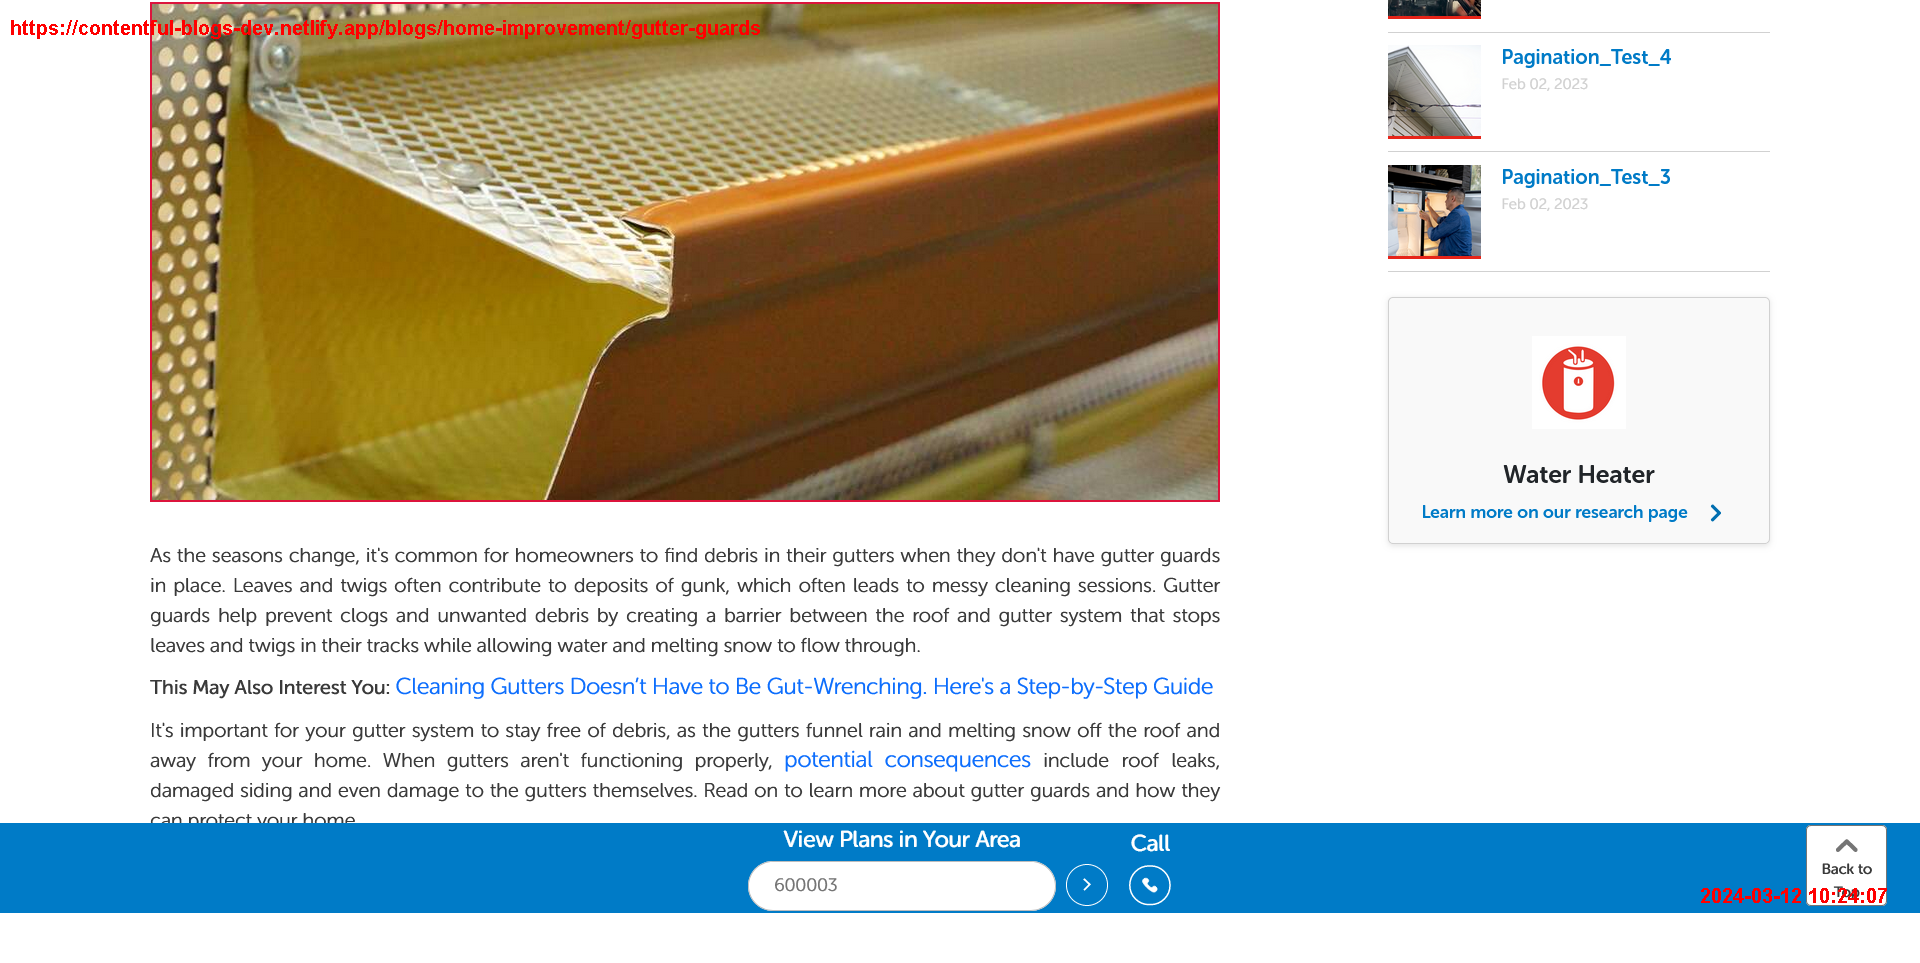 https://contentful-blogs-dev.netlify.app/blogs/home-improvement/gutter-guards
Pagination_Test_4
Feb 02, 2023
Pagination_Test_3
Feb 02, 2023
Water Heater
Learn more on our research page
As the seasons change, it's common for homeowners to find debris in their gutters when they don't have gutter guards
in place. Leaves and twigs often contribute to deposits of gunk, which often leads to messy cleaning sessions. Gutter
guards help prevent clogs and unwanted debris by creating a barrier between the roof and gutter system that stops
leaves and twigs in their tracks while allowing water and melting snow to flow through.
This May Also Interest You: Cleaning Gutters Doesn’t Have to Be Gut-Wrenching. Here's a Step-by-Step Guide
It's important for your gutter system to stay free of debris, as the gutters funnel rain and melting snow off the roof and
away from your home. When gutters aren't functioning properly, potential consequences include roof leaks,
damaged siding and even damage to the gutters themselves. Read on to learn more about gutter guards and how they
can protect your home.
View Plans in Your Area
600003
Call
Back to
Top
2024-03-12 10:24:07